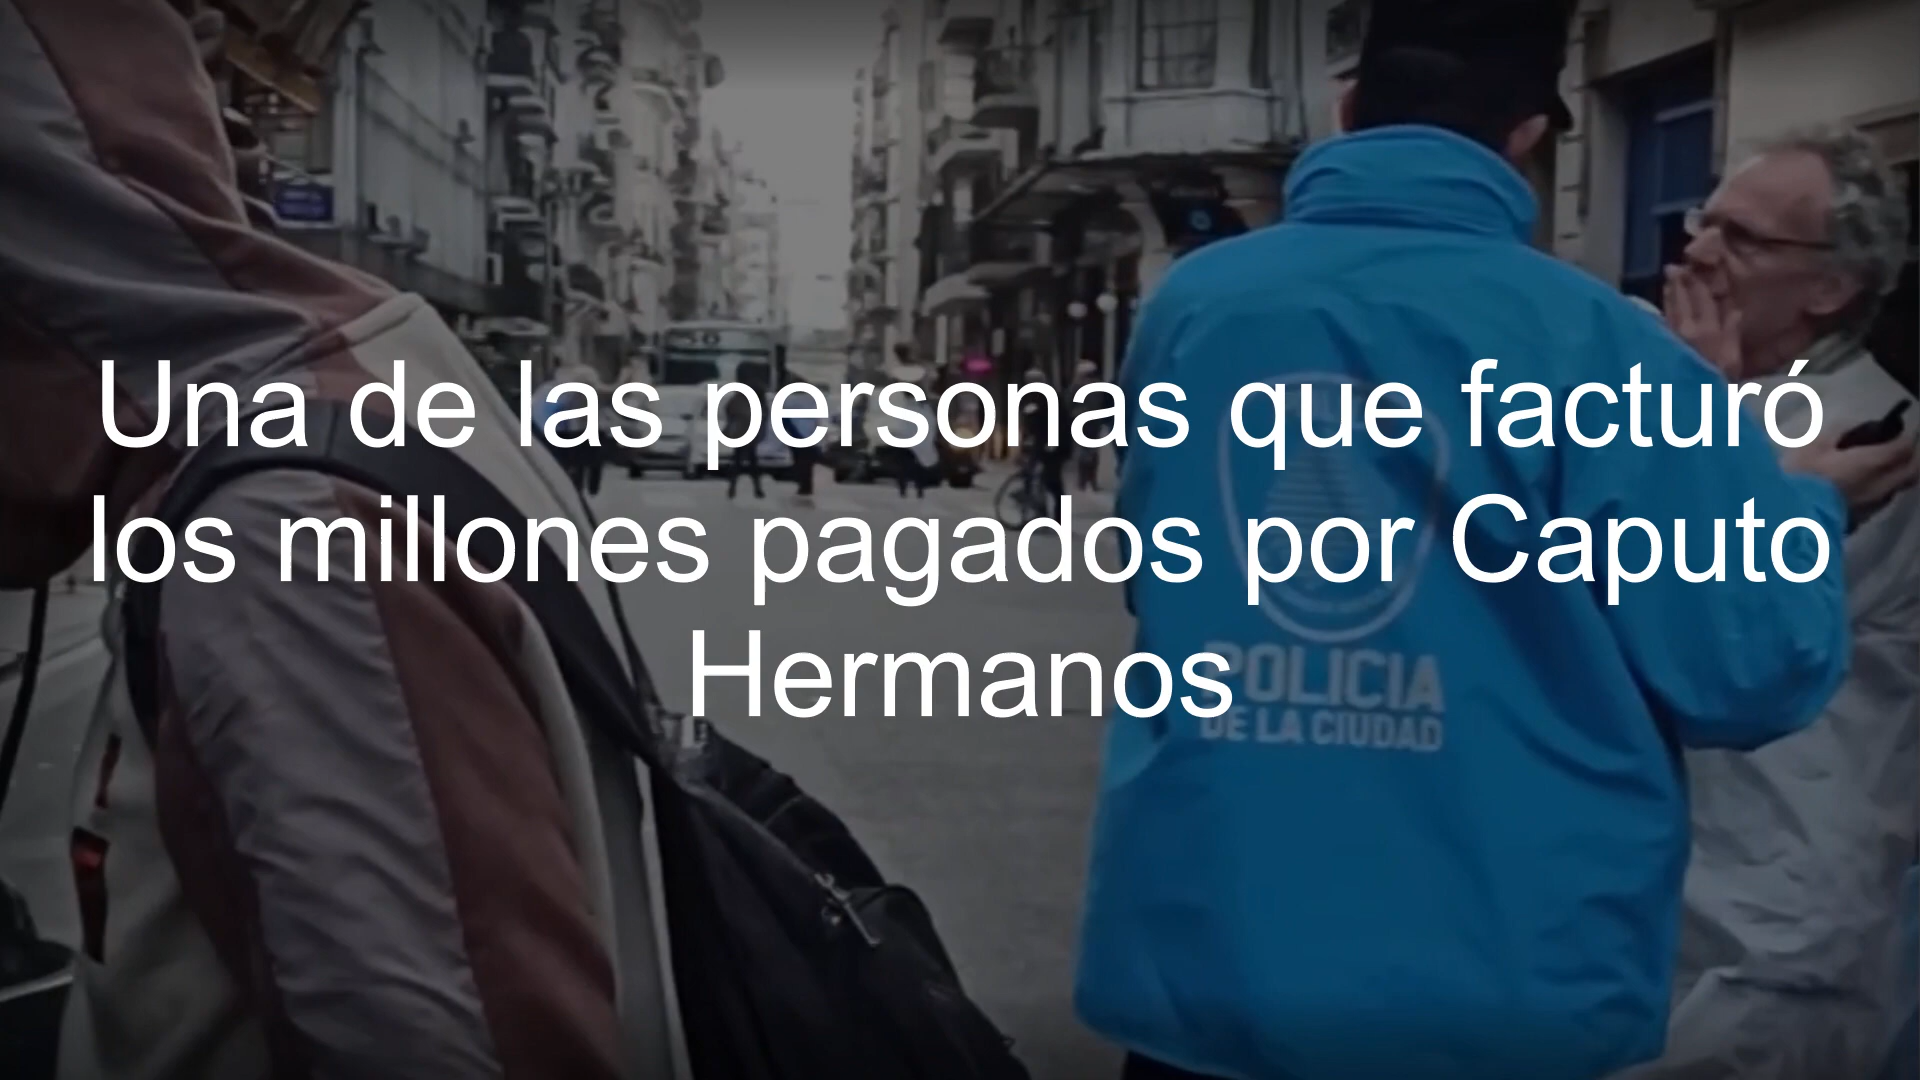 Una de las personas que facturó
los millones pagados por Caputo
Hermanos
POLICIA
DE LA CIUDAD